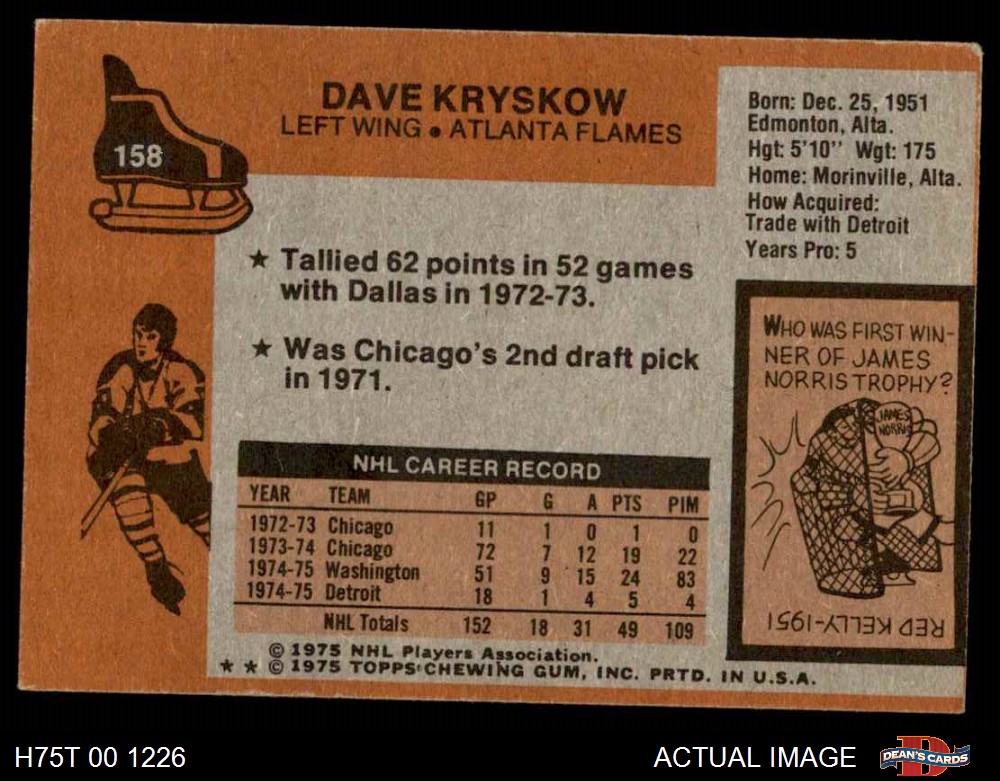 158
DAVE KRYSKOW
LEFT WING • ATLANTA FLAMES
Born: Dec. 25, 1951
Edmonton, Alta.
Hgt: 5'10'' Wgt: 175
Home: Morinville, Alta.
How Acquired:
Trade with Detroit
Years Pro: 5
★ Tallied 62 points in 52 games
with Dallas in 1972-73.
★ Was Chicago's 2nd draft pick
in 1971.
NHL CAREER RECORD
YEAR TEAM GP G A PTS PIM
1972-73 Chicago 11 1 0 1 0
1973-74 Chicago 72 7 12 19 22
1974-75 Washington 51 9 15 24 83
1974-75 Detroit 18 1 4 5 4
NHL Totals 152 18 31 49 109
© 1975 NHL Players Association.
★ ★ © 1975 TOPPS CHEWING GUM, INC. PRTD. IN U.S.A.
WHO WAS FIRST WIN-
NER OF JAMES
NORRIS TROPHY?
JAMES
NORRIS
RED KELLY-1951
H75T 00 1226
ACTUAL IMAGE
DEAN'S CARDS